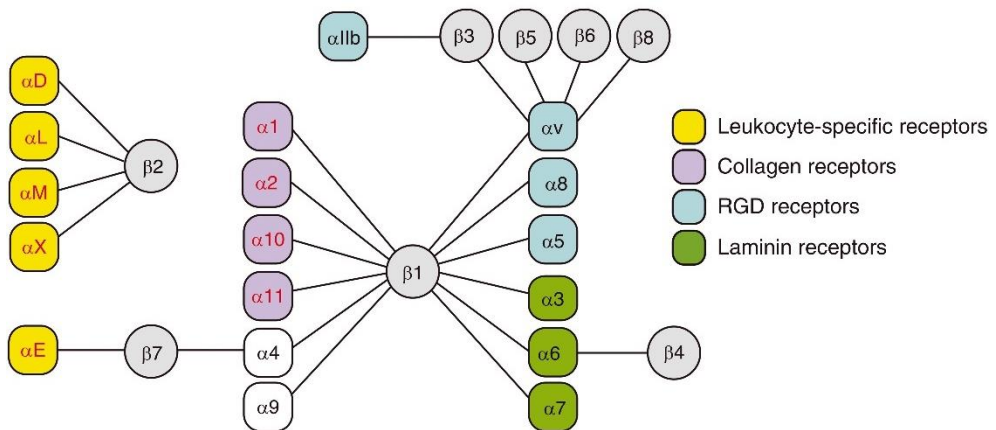 αIIb
β3
β5
β6
β8
αD
αL
αM
αX
β2
α1
α2
α10
α11
α4
α9
αE
β7
β1
αv
α8
α5
α3
α6
α7
β4
Leukocyte-specific receptors
Collagen receptors
RGD receptors
Laminin receptors